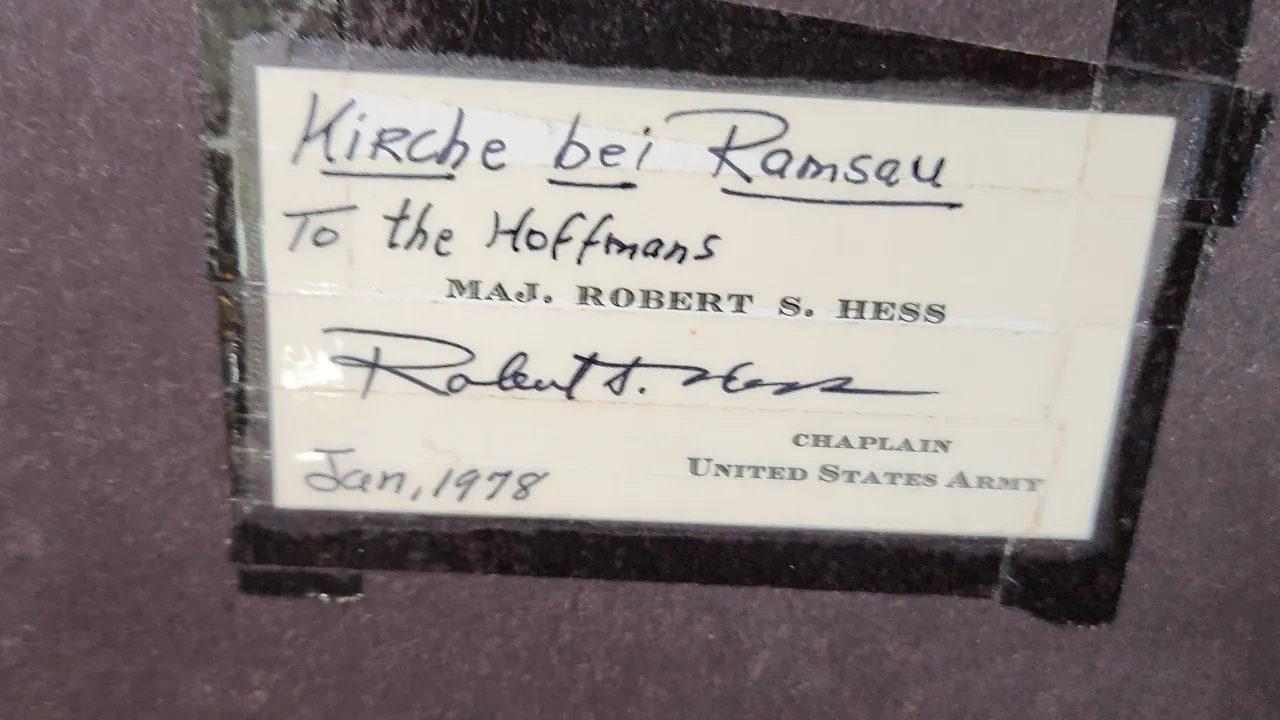 Kirche bei Ramsau
To the Hoffmans
MAJ. ROBERT S. HESS
Robert S. Hess
CHAPLAIN
UNITED STATES ARMY
Jan, 1978